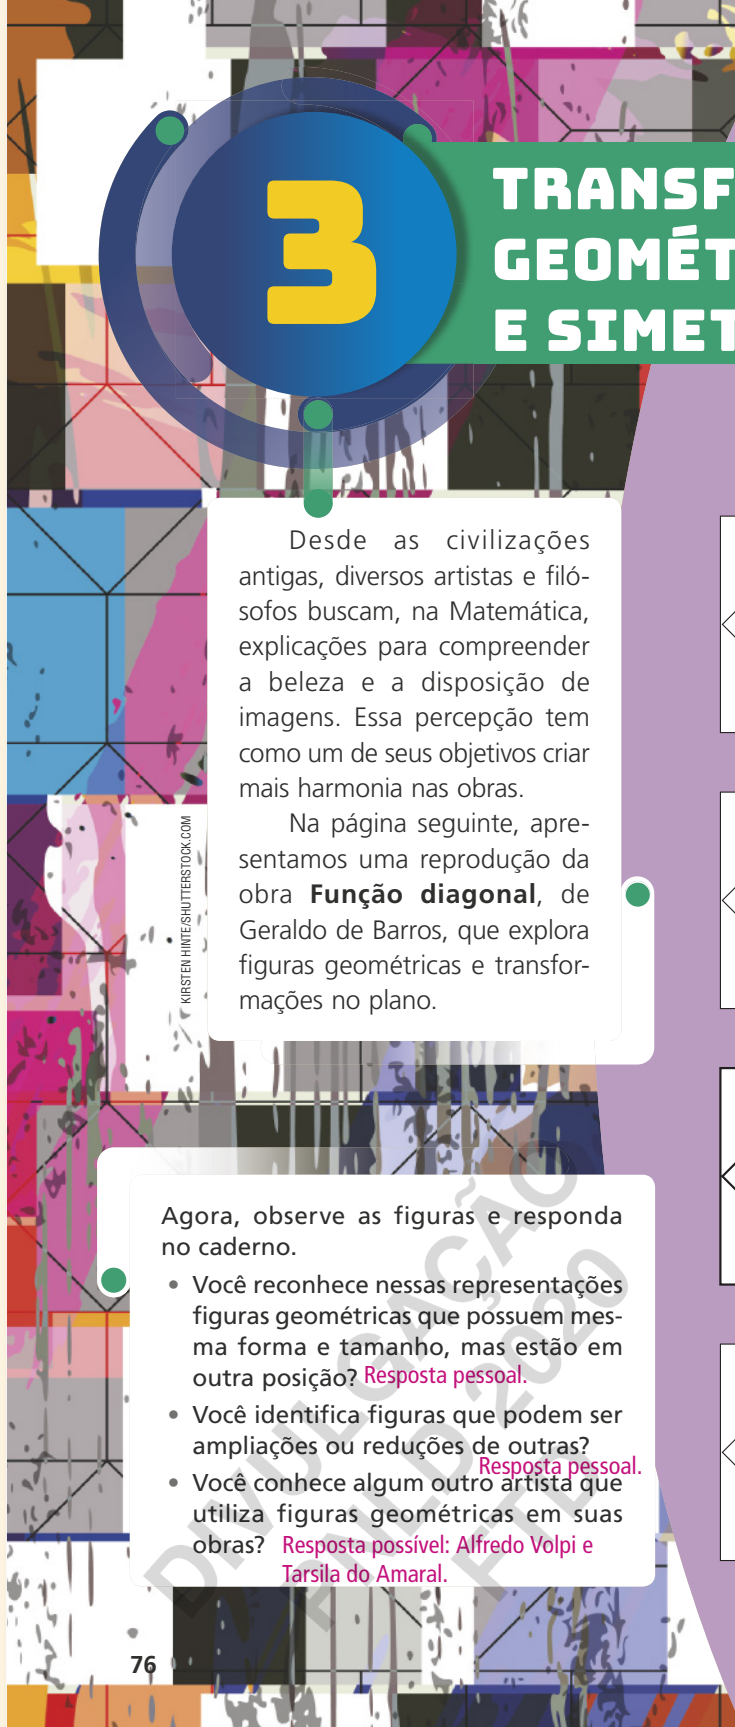 3
TRANSF
GEOMÉT
E SIMET
Desde as civilizações
antigas, diversos artistas e filó-
sofos buscam, na Matemática,
explicações para compreender
a beleza e a disposição de
imagens. Essa percepção tem
como um de seus objetivos criar
mais harmonia nas obras.
Na página seguinte, apre-
sentamos uma reprodução da
obra Função diagonal, de
Geraldo de Barros, que explora
figuras geométricas e transfor-
mações no plano.
KIRSTEN HINTE/SHUTTERSTOCK.COM
Agora, observe as figuras e responda
no caderno.
• Você reconhece nessas representações
figuras geométricas que possuem mes-
ma forma e tamanho, mas estão em
outra posição? Resposta pessoal.
• Você identifica figuras que podem ser
ampliações ou reduções de outras?
Resposta pessoal.
• Você conhece algum outro artista que
utiliza figuras geométricas em suas
obras? Resposta possível: Alfredo Volpi e
Tarsila do Amaral.
DIVULGAÇÃO
PNLD 2020
FTD
76